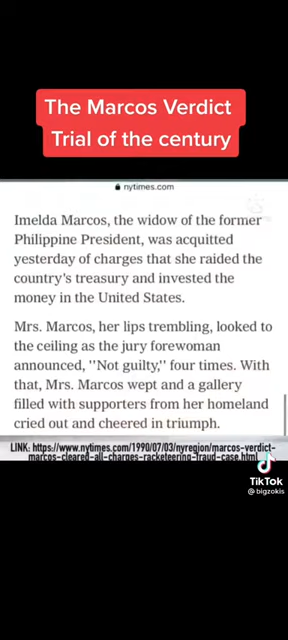 The Marcos Verdict
Trial of the century
nytimes.com
Imelda Marcos, the widow of the former
Philippine President, was acquitted
yesterday of charges that she raided the
country's treasury and invested the
money in the United States.
Mrs. Marcos, her lips trembling, looked to
the ceiling as the jury forewoman
announced, "Not guilty," four times. With
that, Mrs. Marcos wept and a gallery
filled with supporters from her homeland
cried out and cheered in triumph.
LINK: https://www.nytimes.com/1990/07/03/nyregion/marcos-verdict-
marcos-cleared-all-charges-racketeering-fraud-case.html
TikTok
@bigzokis